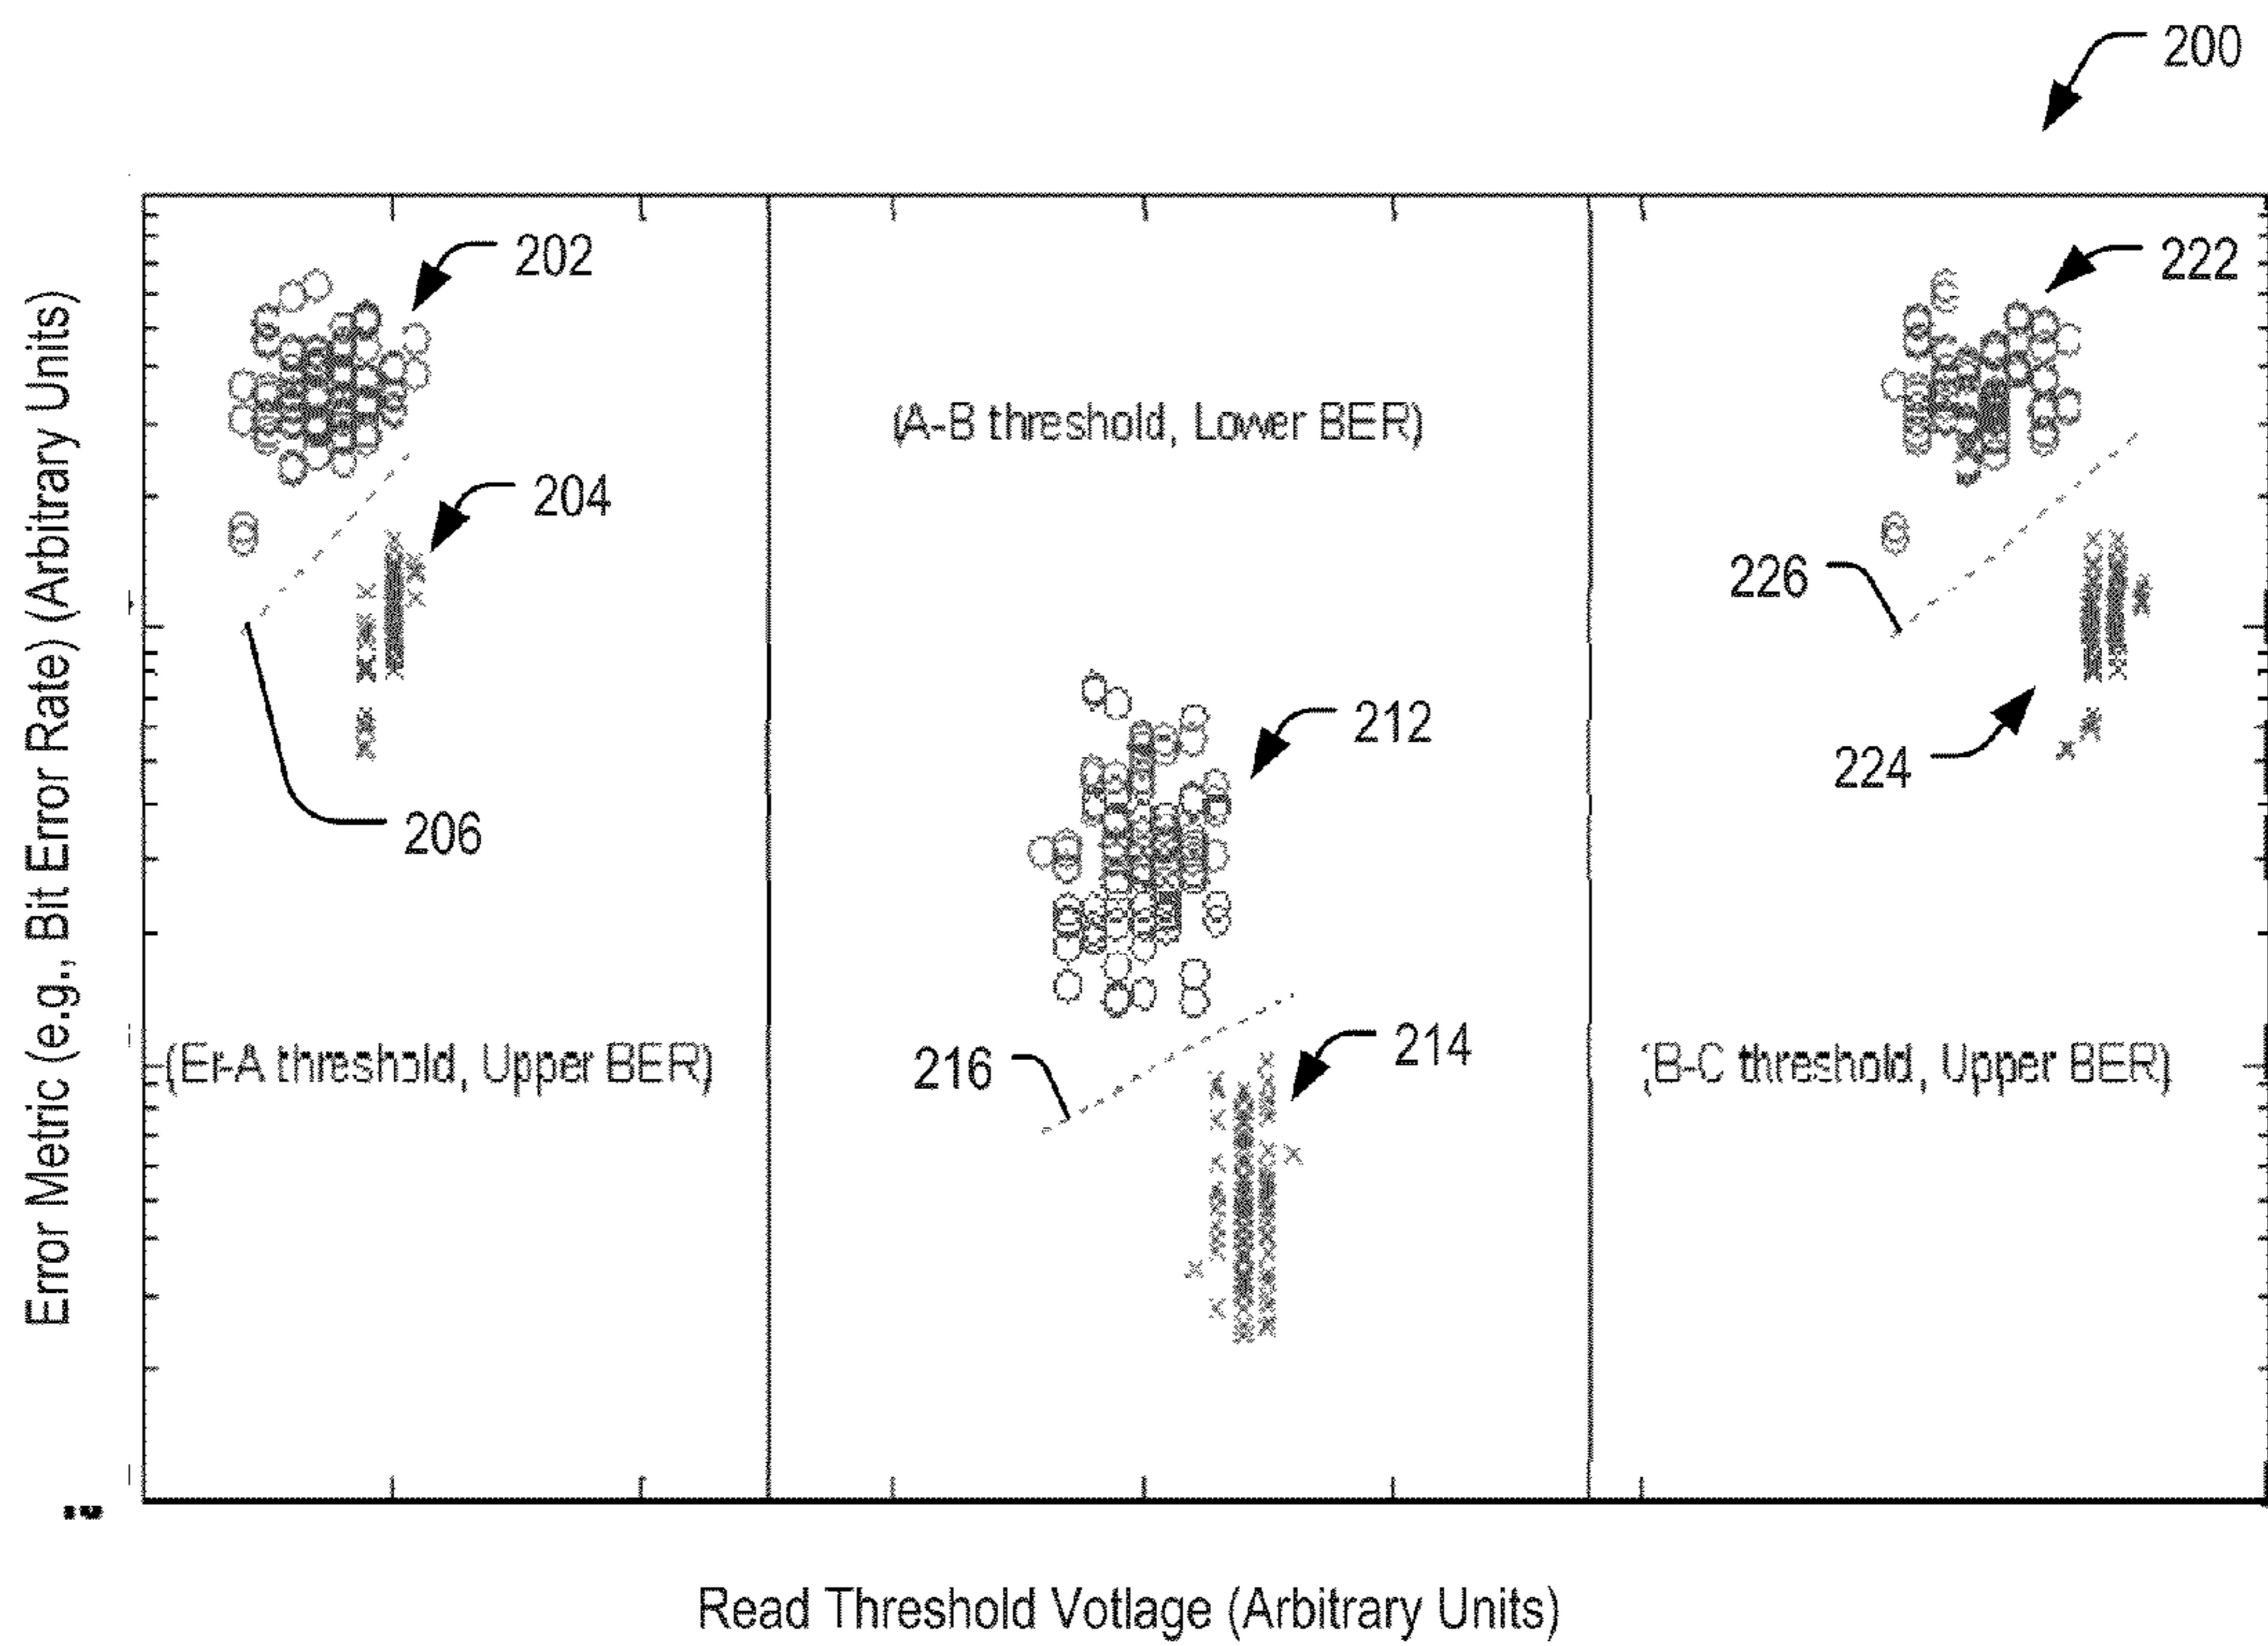 200
202
222
204
(A-B threshold, Lower BER)
226
212
224
206
(Er-A threshold, Upper BER)
216
214
(B-C threshold, Upper BER)
Error Metric (e.g., Bit Error Rate) (Arbitrary Units)
Read Threshold Votlage (Arbitrary Units)